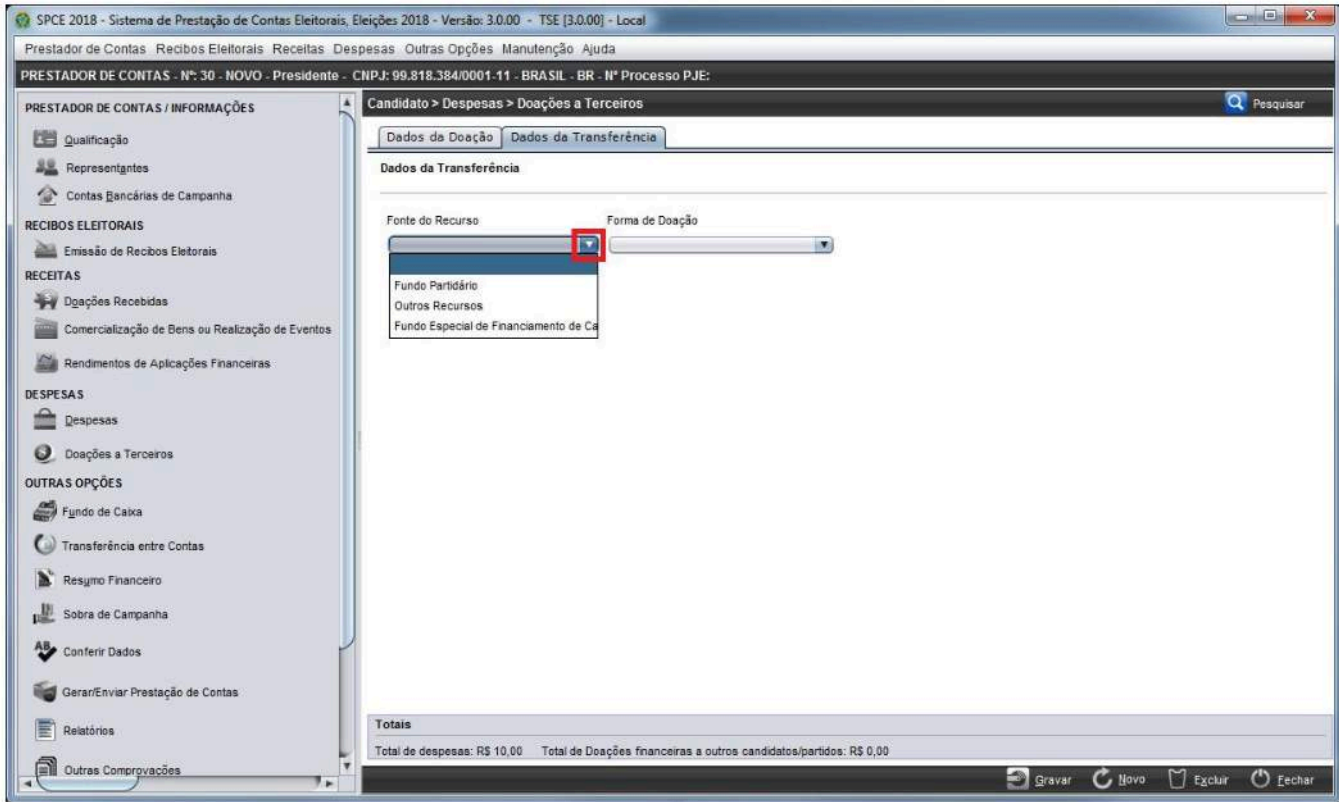 SPCE 2018 - Sistema de Prestação de Contas Eleitorais, Eleições 2018 - Versão: 3.0.00 - TSE [3.0.00] - Local
Prestador de Contas Recibos Eleitorais Receitas Despesas Outras Opções Manutenção Ajuda
PRESTADOR DE CONTAS - Nº: 30 - NOVO - Presidente - CNPJ: 99.818.384/0001-11 - BRASIL - BR - Nº Processo PJE:
PRESTADOR DE CONTAS / INFORMAÇÕES
Qualificação
Representantes
Contas Bancárias de Campanha
RECIBOS ELEITORAIS
Emissão de Recibos Eleitorais
RECEITAS
Doações Recebidas
Comercialização de Bens ou Realização de Eventos
Rendimentos de Aplicações Financeiras
DESPESAS
Despesas
Doações a Terceiros
OUTRAS OPÇÕES
Fundo de Caixa
Transferência entre Contas
Resumo Financeiro
Sobra de Campanha
Conferir Dados
Gerar/Enviar Prestação de Contas
Relatórios
Outras Comprovações
Candidato > Despesas > Doações a Terceiros
Pesquisar
Dados da Doação Dados da Transferência
Dados da Transferência
Fonte do Recurso Forma de Doação
Fundo Partidário
Outros Recursos
Fundo Especial de Financiamento de Ca
Totais
Total de despesas: R$ 10,00 Total de Doações financeiras a outros candidatos/partidos: R$ 0,00
Gravar Novo Excluir Fechar